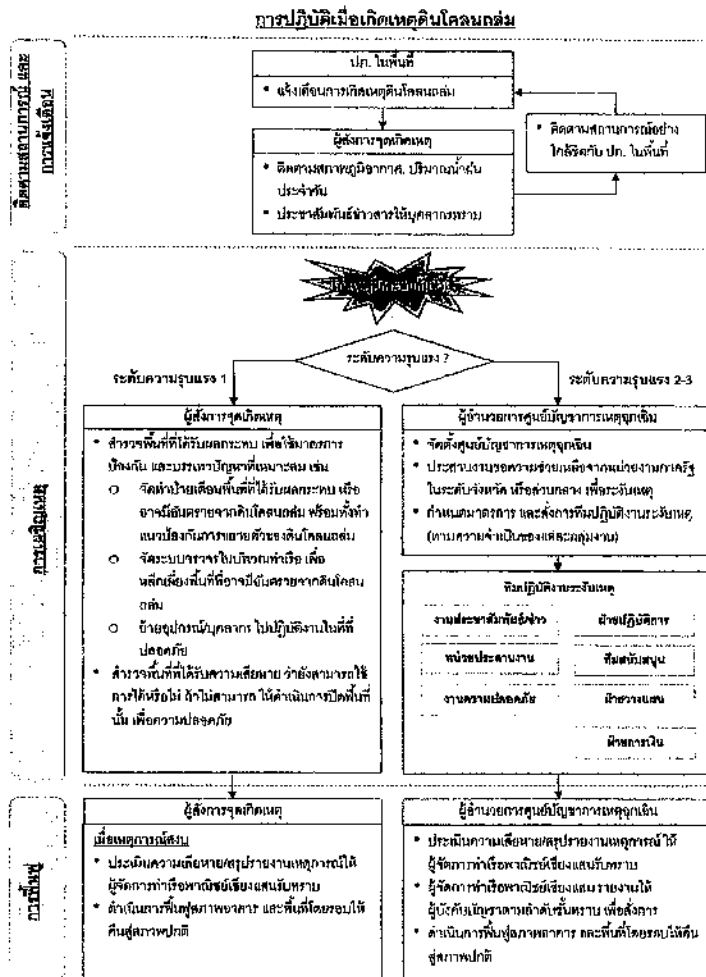 การปฏิบัติเมื่อเกิดเหตุดินโคลนถล่ม
ติดตามสถานการณ์ และ
การแจ้งเตือน
ปภ. ในพื้นที่
• แจ้งเตือนการเกิดเหตุดินโคลนถล่ม
ผู้สั่งการจุดเกิดเหตุ
• ติดตามสภาพภูมิอากาศ, ปริมาณน้ำฝน
ประจำวัน
• ประชาสัมพันธ์ข่าวสารให้บุคลากรทราบ
• ติดตามสถานการณ์อย่าง
ใกล้ชิดกับ ปภ. ในพื้นที่
การเผชิญเหตุ
ระดับความรุนแรง ?
ระดับความรุนแรง 1
ระดับความรุนแรง 2-3
ผู้สั่งการจุดเกิดเหตุ
• สำรวจพื้นที่ที่ได้รับผลกระทบ เพื่อใช้มาตรการ
ป้องกัน และบรรเทาปัญหาที่เหมาะสม เช่น
o จัดทำป้ายเตือนพื้นที่ที่ได้รับผลกระทบ หรือ
อาจมีอันตรายจากดินโคลนถล่ม พร้อมทั้งทำ
แนวป้องกันการขยายตัวของดินโคลนถล่ม
o จัดระบบจราจรในบริเวณท่าเรือ เพื่อ
หลีกเลี่ยงพื้นที่ที่อาจมีอันตรายจากดินโคลน
ถล่ม
o ย้ายอุปกรณ์/บุคลากร ไปปฏิบัติงานในที่ที่
ปลอดภัย
• สำรวจพื้นที่ที่ได้รับความเสียหาย ว่ายังสามารถใช้
การได้หรือไม่ ถ้าไม่สามารถ ให้ดำเนินการปิดพื้นที่
นั้น เพื่อความปลอดภัย
ผู้อำนวยการศูนย์บัญชาการเหตุฉุกเฉิน
• จัดตั้งศูนย์บัญชาการเหตุฉุกเฉิน
• ประสานงานขอความช่วยเหลือจากหน่วยงานภาครัฐ
ในระดับจังหวัด หรือส่วนกลาง เพื่อระงับเหตุ
• กำหนดมาตรการ และสั่งการทีมปฏิบัติงานระงับเหตุ
(ตามความจำเป็นของแต่ละกลุ่มงาน)
ทีมปฏิบัติงานระงับเหตุ
งานประชาสัมพันธ์/ข่าว
ฝ่ายปฏิบัติการ
หน่วยประสานงาน
ทีมสนับสนุน
งานความปลอดภัย
ฝ่ายวางแผน
ฝ่ายการเงิน
การฟื้นฟู
ผู้สั่งการจุดเกิดเหตุ
เมื่อเหตุการณ์สงบ
• ประเมินความเสียหาย/สรุปรายงานเหตุการณ์ให้
ผู้จัดการท่าเรือพาณิชย์เชียงแสนรับทราบ
• ดำเนินการฟื้นฟูสภาพอาคาร และพื้นที่โดยรอบให้
คืนสู่สภาพปกติ
ผู้อำนวยการศูนย์บัญชาการเหตุฉุกเฉิน
• ประเมินความเสียหาย/สรุปรายงานเหตุการณ์ ให้
ผู้จัดการท่าเรือพาณิชย์เชียงแสนรับทราบ
• ผู้จัดการท่าเรือพาณิชย์เชียงแสน รายงานให้
ผู้บังคับบัญชาตามลำดับชั้นทราบ เพื่อสั่งการ
• ดำเนินการฟื้นฟูสภาพอาคาร และพื้นที่โดยรอบให้คืน
สู่สภาพปกติ